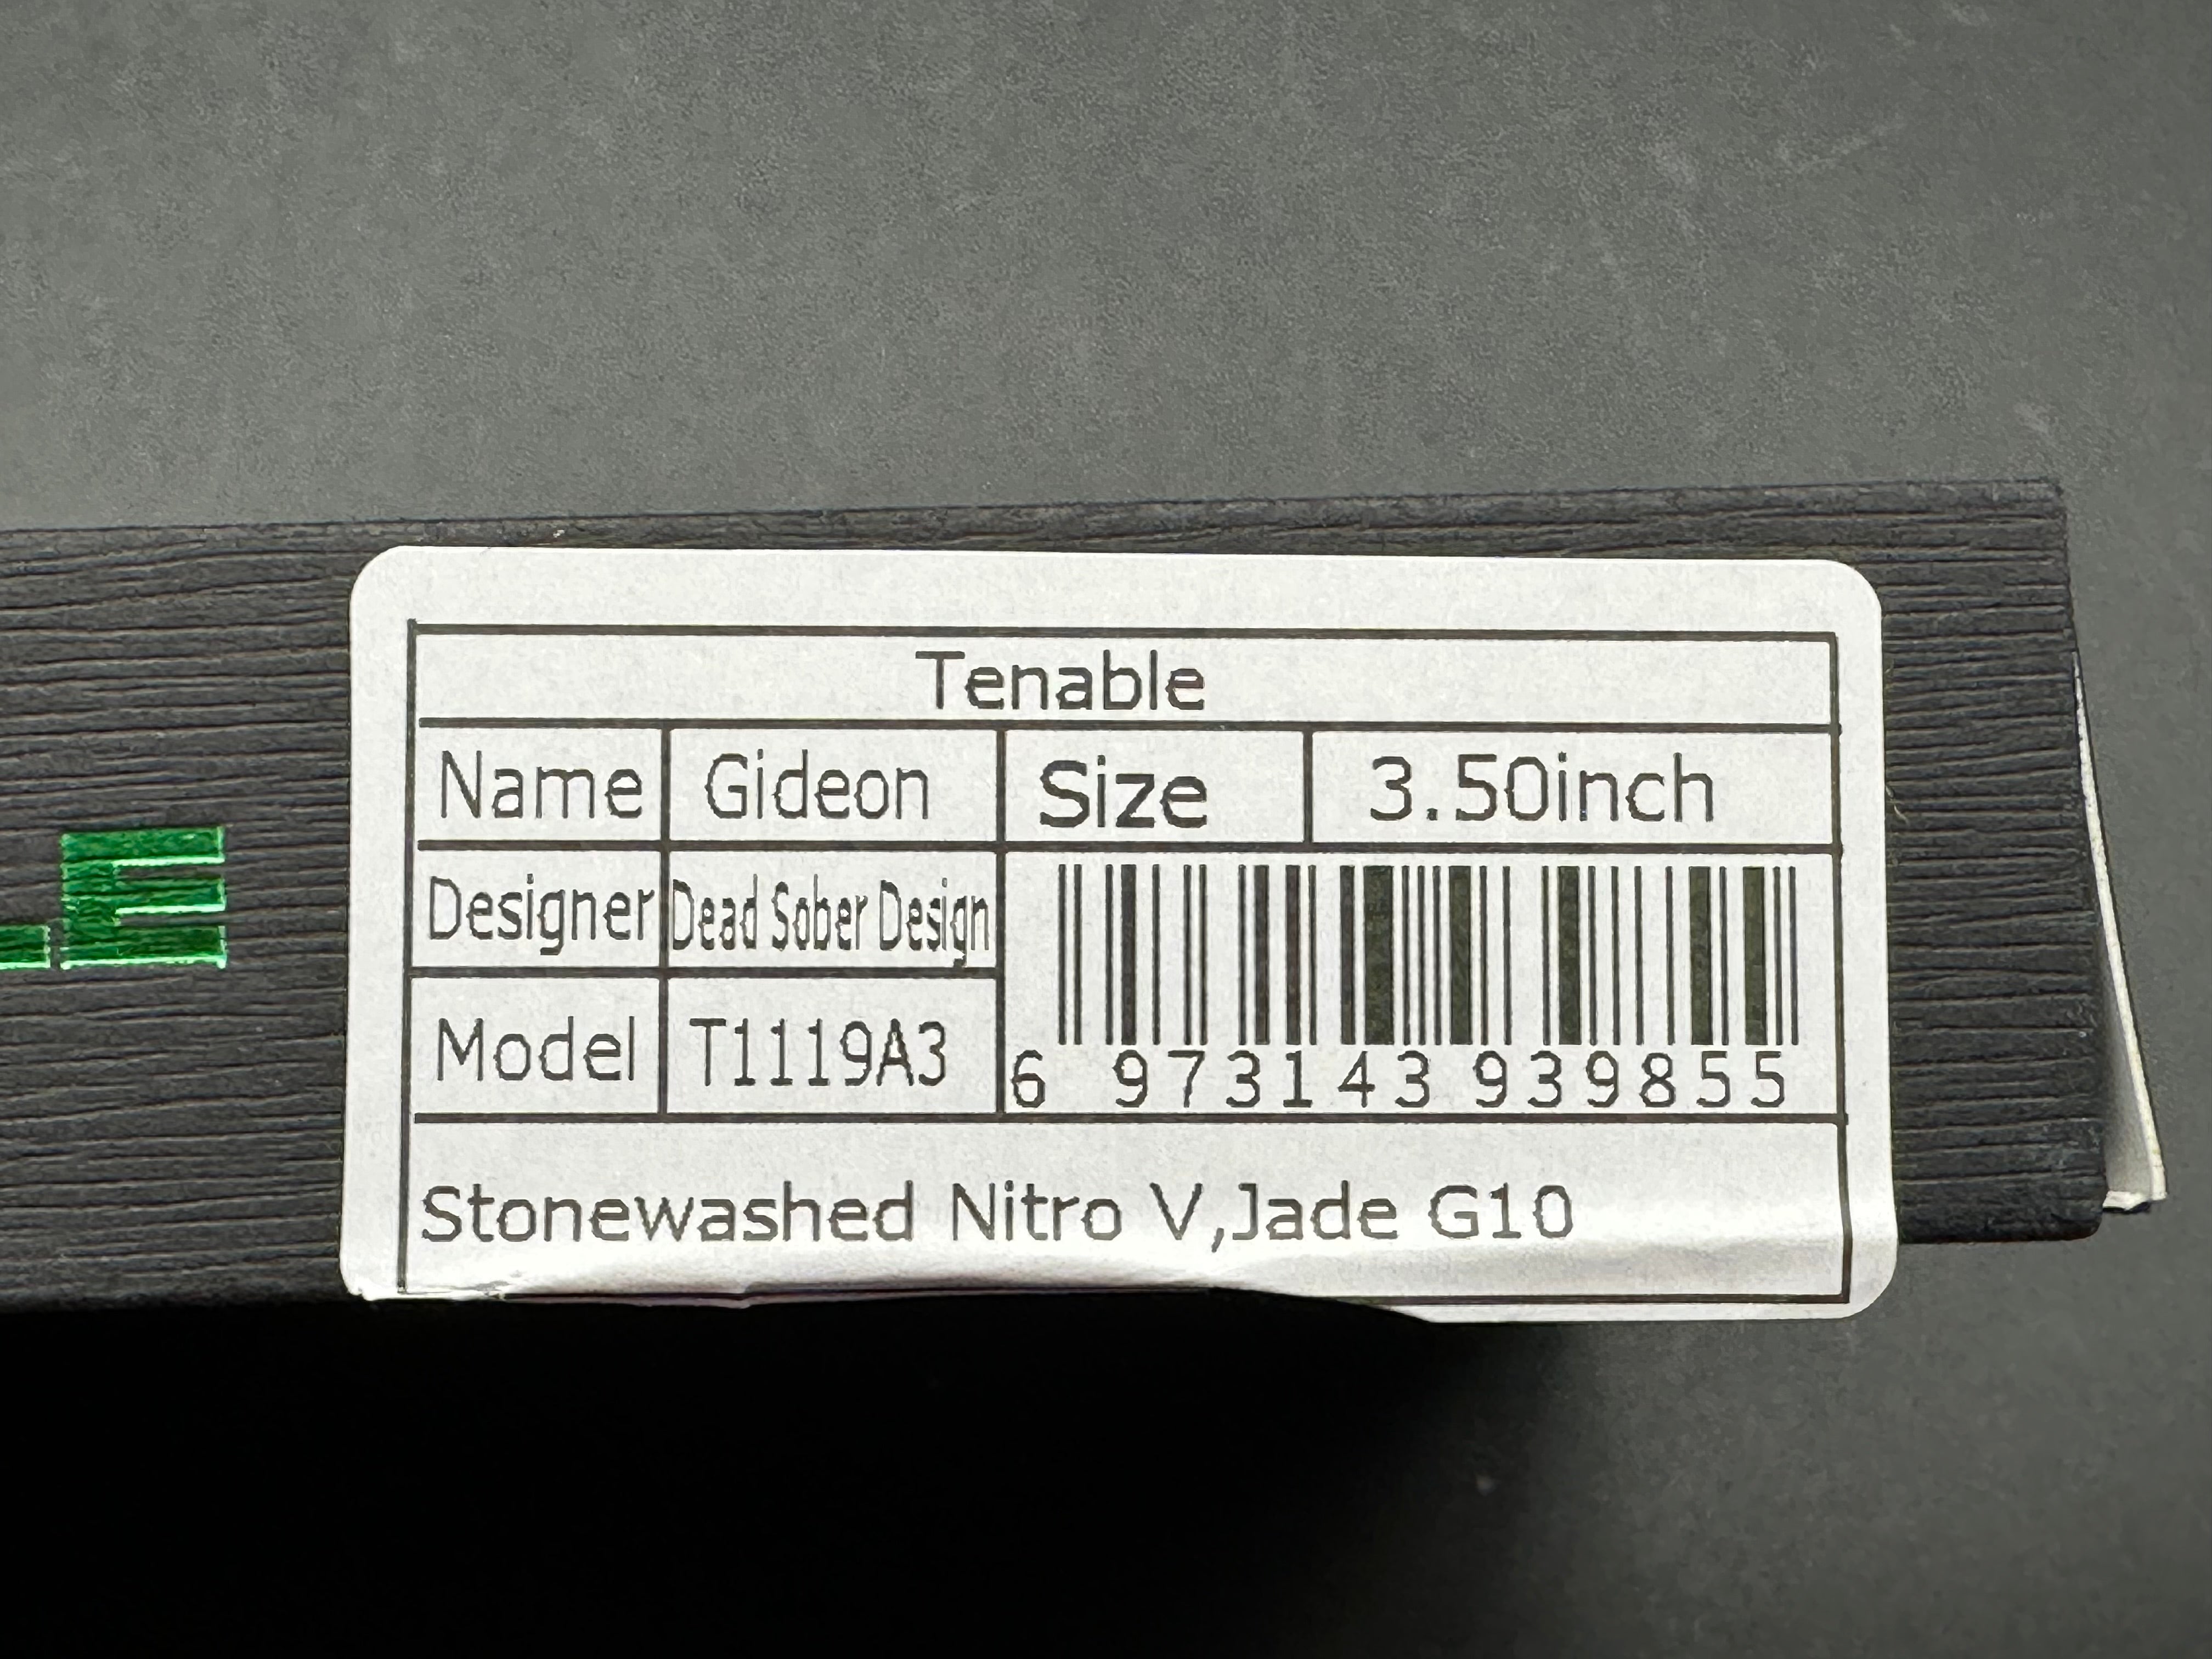 Tenable
Name Gideon Size 3.50inch
Designer Dead Sober Design
Model T1119A3
6 973143 939855
Stonewashed Nitro V,Jade G10
LE